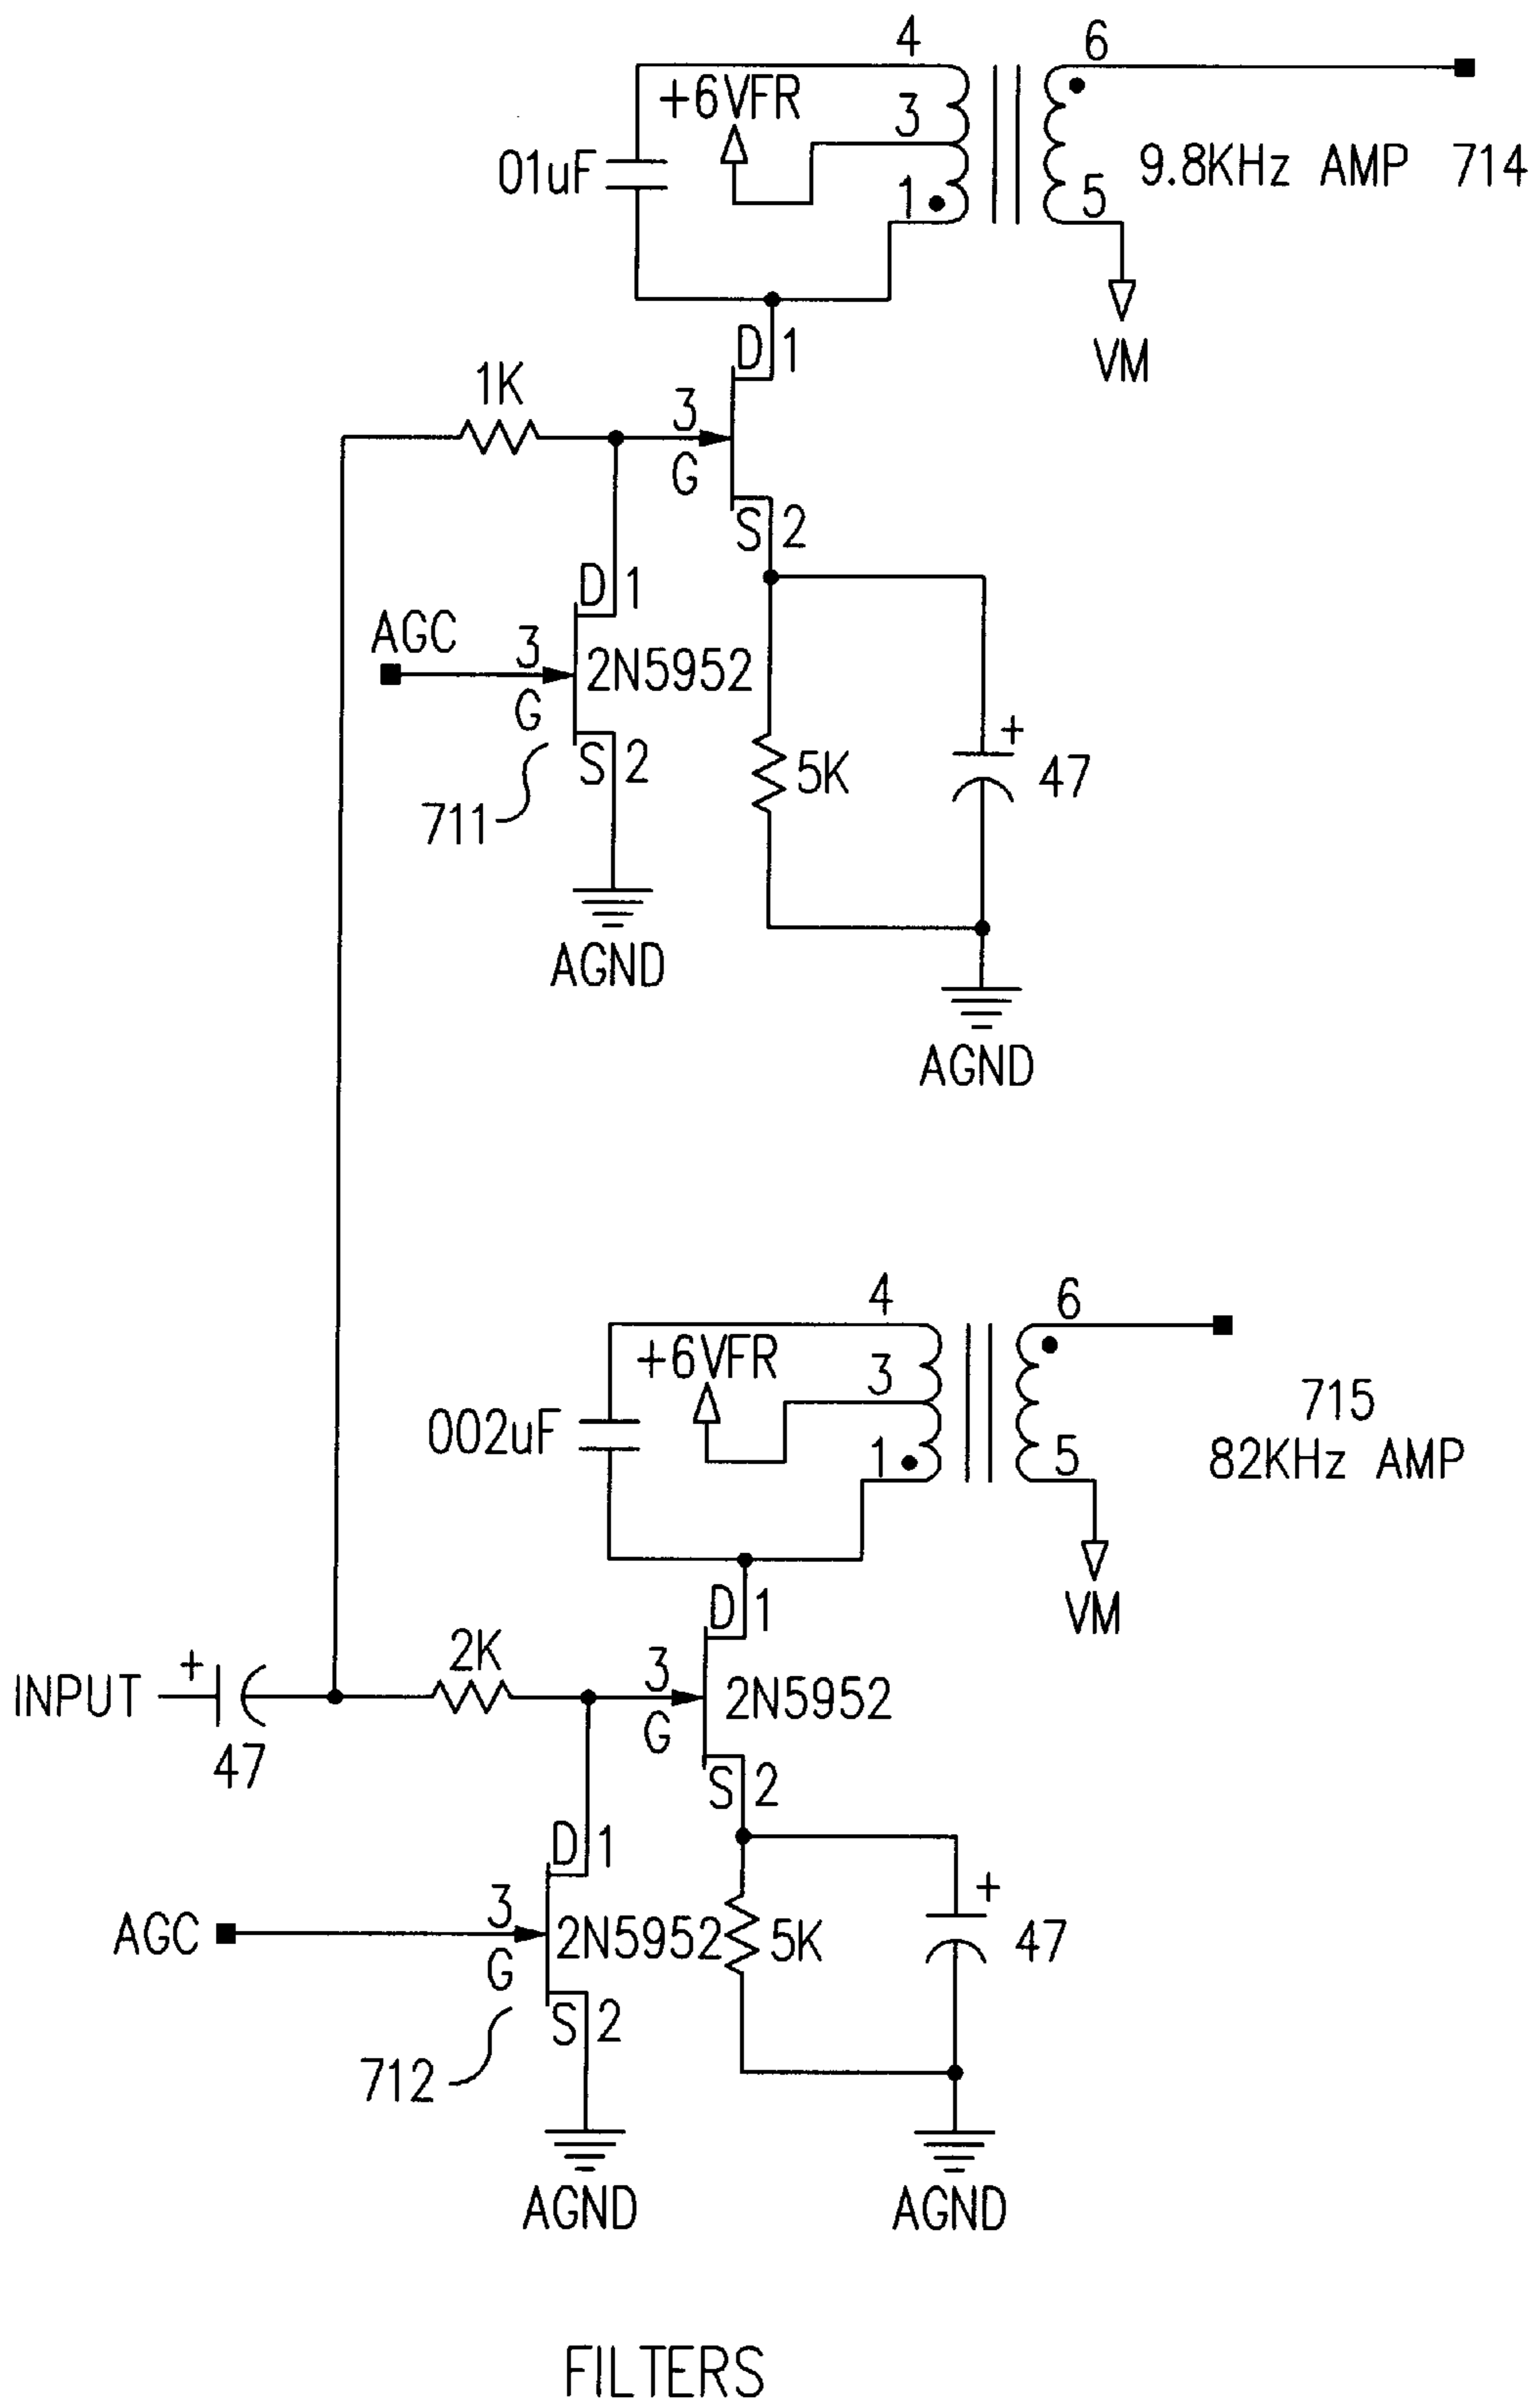 4
6
+6VFR
3
01uF
9.8KHz AMP 714
1
5
D 1
VM
1K
3
G
S 2
D 1
AGC
3
2N5952
G
S 2
5K
+
47
711
AGND
AGND
4
6
+6VFR
3
002uF
715
1
5
82KHz AMP
D 1
VM
2K
3
INPUT
+
2N5952
G
47
S 2
D 1
3
+
AGC
2N5952
5K
47
G
S 2
712
AGND
AGND
FILTERS